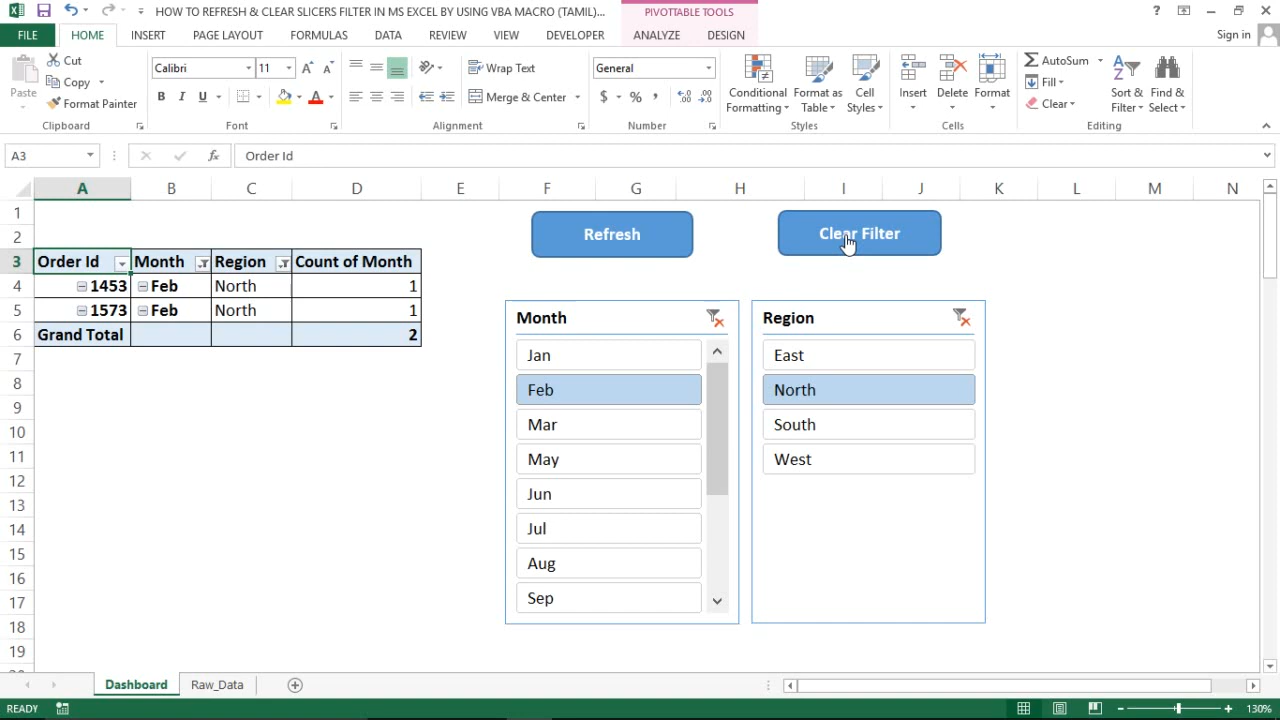 HOW TO REFRESH & CLEAR SLICERS FILTER IN MS EXCEL BY USING VBA MACRO (TAMIL)...
PIVOTTABLE TOOLS
?
FILE HOME INSERT PAGE LAYOUT FORMULAS DATA REVIEW VIEW DEVELOPER ANALYZE DESIGN Sign in
Paste
Cut
Copy
Format Painter
Clipboard
Calibri 11
B I U
Font
Wrap Text
Merge & Center
Alignment
General
$ % ,
Number
Conditional Formatting
Format as Table
Cell Styles
Styles
Insert Delete Format
Cells
AutoSum
Fill
Clear
Sort & Filter
Find & Select
Editing
A3 fx Order Id
A B C D E F G H I J K L M N
1
2
Refresh Clear Filter
3 Order Id Month Region Count of Month
4 1453 Feb North 1
5 1573 Feb North 1
6 Grand Total 2
7
8
9
10
11
12
13
14
15
16
17
18
19
Month
Jan
Feb
Mar
May
Jun
Jul
Aug
Sep
Region
East
North
South
West
Dashboard Raw_Data
READY 130%